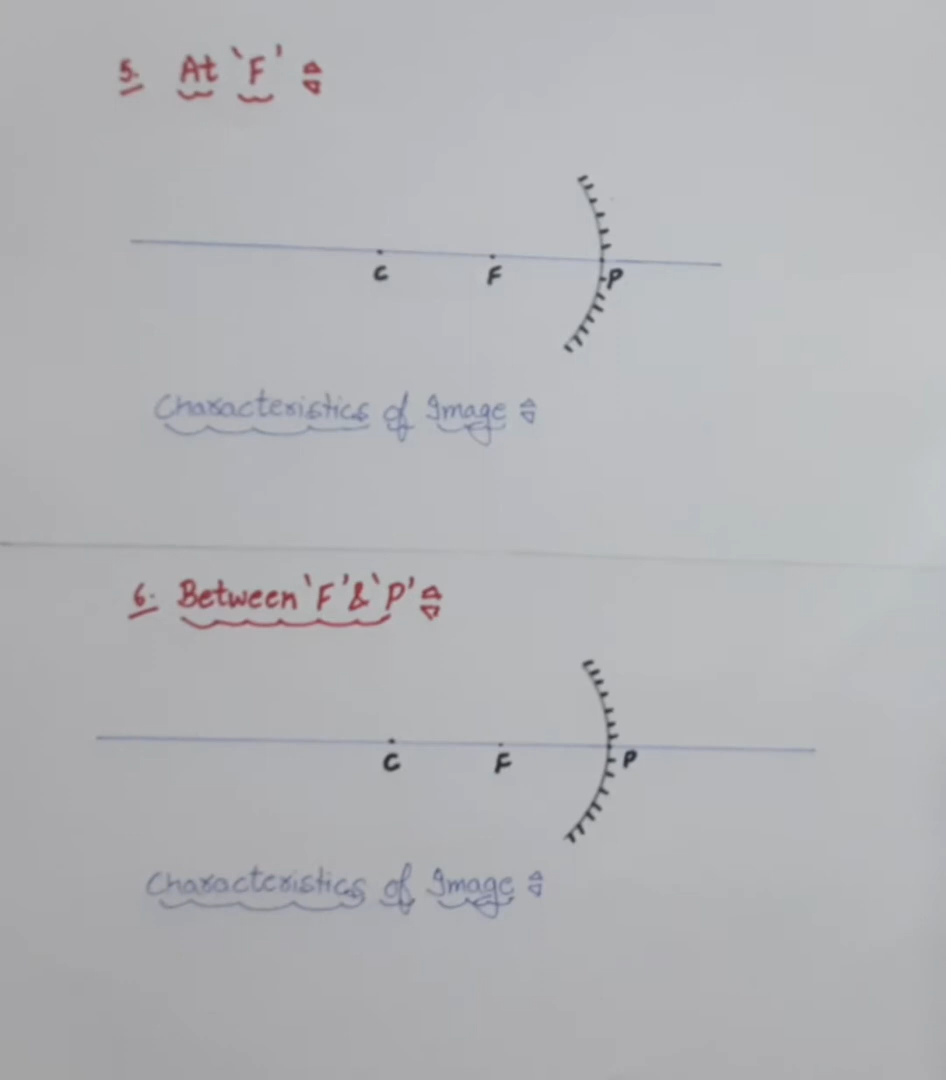 5. At 'F' :
C F P
Characteristics of Image :
6. Between 'F' & 'P' :
C F P
Characteristics of Image :